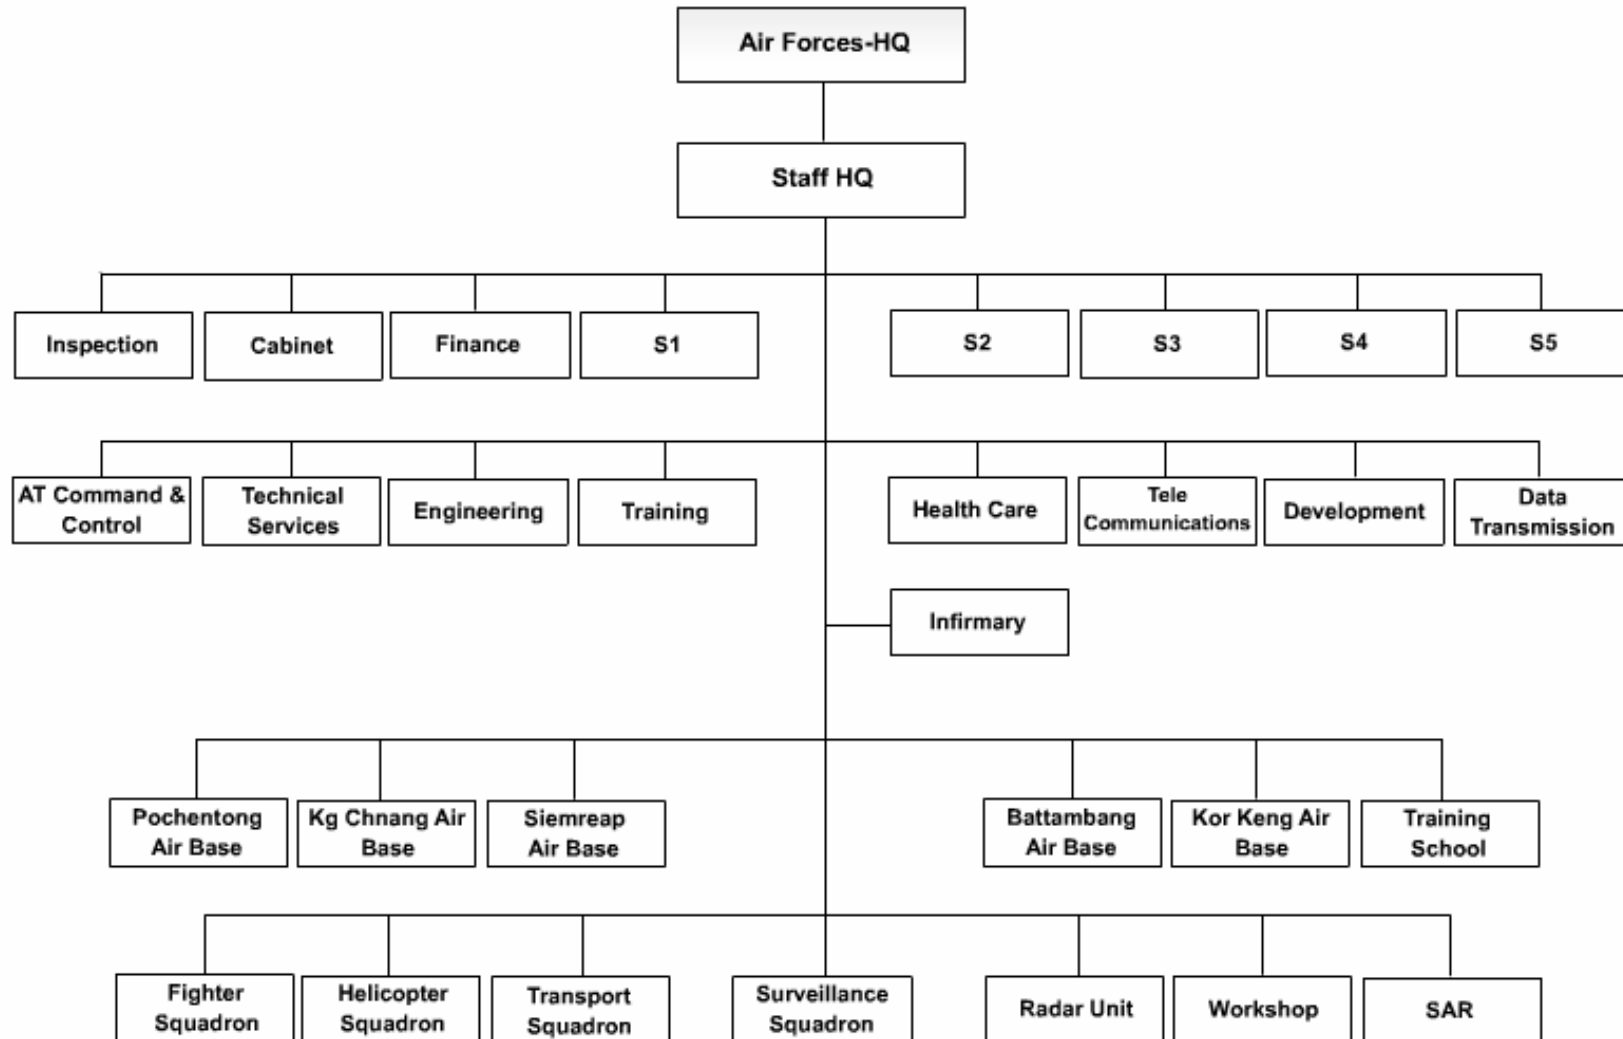 Air Forces-HQ
Staff HQ
Inspection
Cabinet
Finance
S1
S2
S3
S4
S5
AT Command &
Control
Technical
Services
Engineering
Training
Health Care
Tele
Communications
Development
Data
Transmission
Infirmary
Pochentong
Air Base
Kg Chnang Air
Base
Siemreap
Air Base
Battambang
Air Base
Kor Keng Air
Base
Training
School
Fighter
Squadron
Helicopter
Squadron
Transport
Squadron
Surveillance
Squadron
Radar Unit
Workshop
SAR